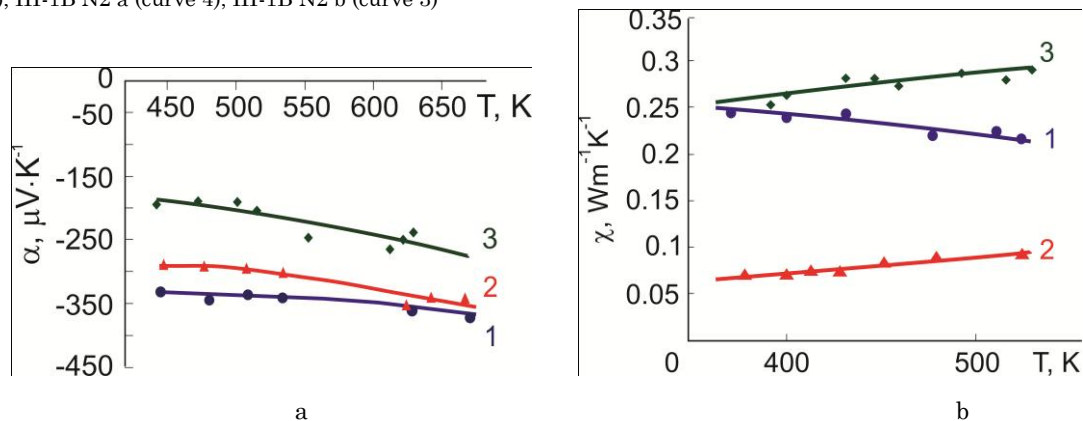 III-1B N2 a (curve 4), III-1B N2 b (curve 5)
0
-50
-150
-250
-350
-450
450 500 550 600 650 T, K
α, μV·K⁻¹
3
2
1
a
0.35
0.3
0.25
0.2
0.15
0.1
0.05
0
400 500 T, K
χ, Wm⁻¹K⁻¹
3
1
2
b